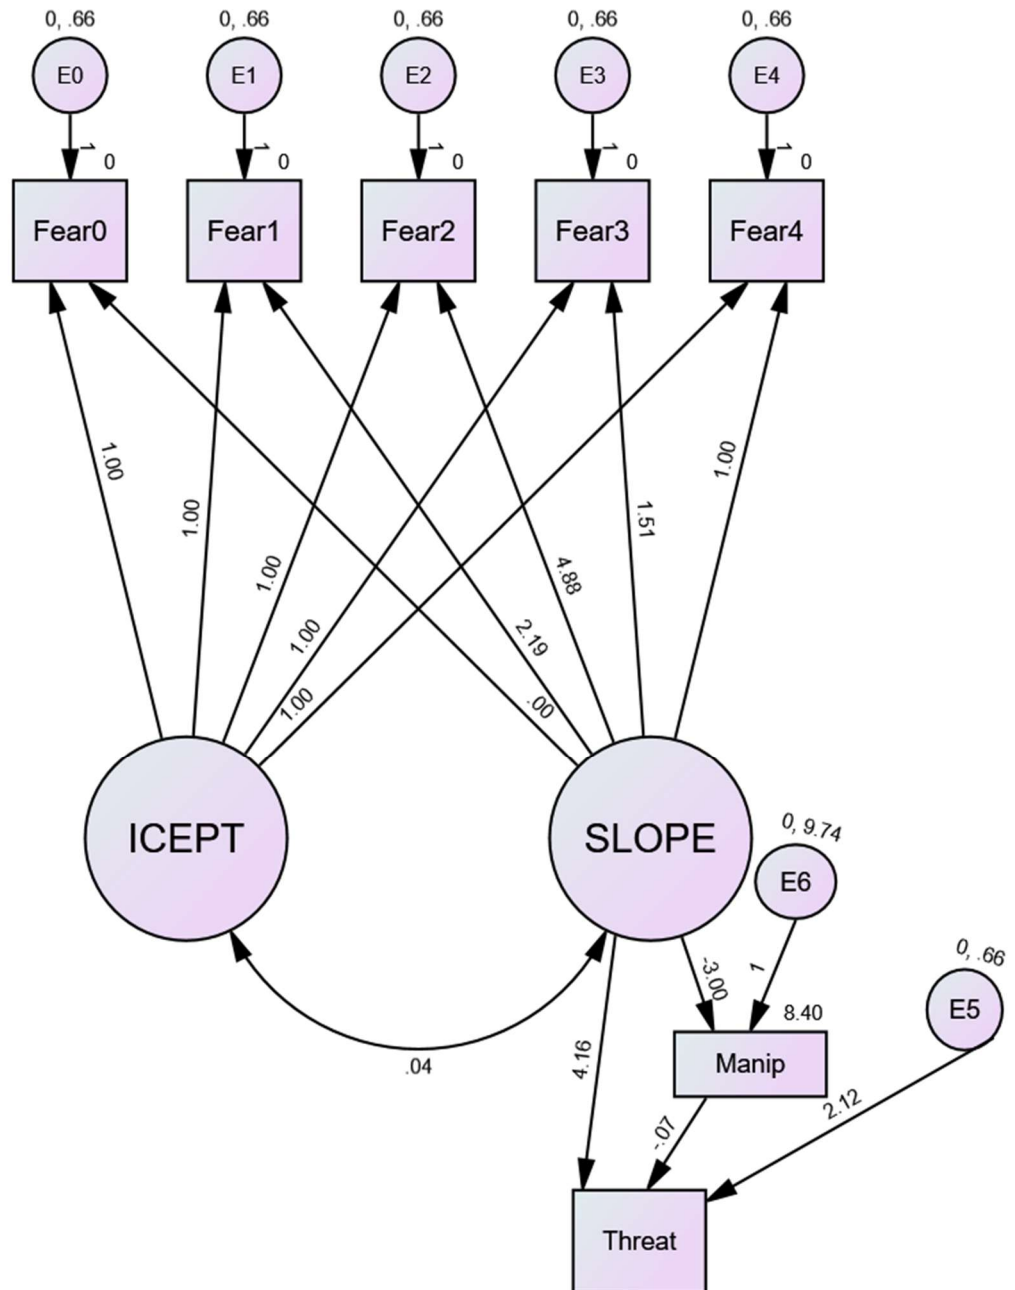 0, .66
0, .66
0, .66
0, .66
0, .66
E0
E1
E2
E3
E4
1
0
1
0
1
0
1
0
1
0
Fear0
Fear1
Fear2
Fear3
Fear4
1.00
1.00
1.00
1.00
1.00
.00
2.19
4.88
1.51
1.00
ICEPT
SLOPE
0, 9.74
E6
0, .66
E5
.04
-3.00
1
8.40
Manip
4.16
-.07
2.12
Threat